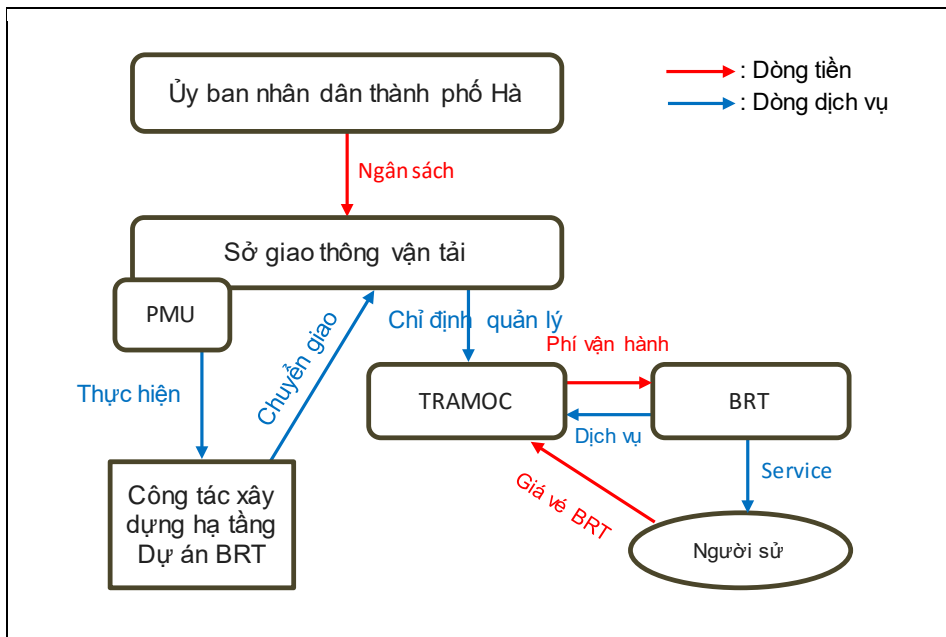 Ủy ban nhân dân thành phố Hà
: Dòng tiền
: Dòng dịch vụ
Ngân sách
Sở giao thông vận tải
PMU
Chỉ định quản lý
Chuyển giao
Phí vận hành
Thực hiện
TRAMOC
BRT
Dịch vụ
Service
Giá vé BRT
Công tác xây
dựng hạ tầng
Dự án BRT
Người sử